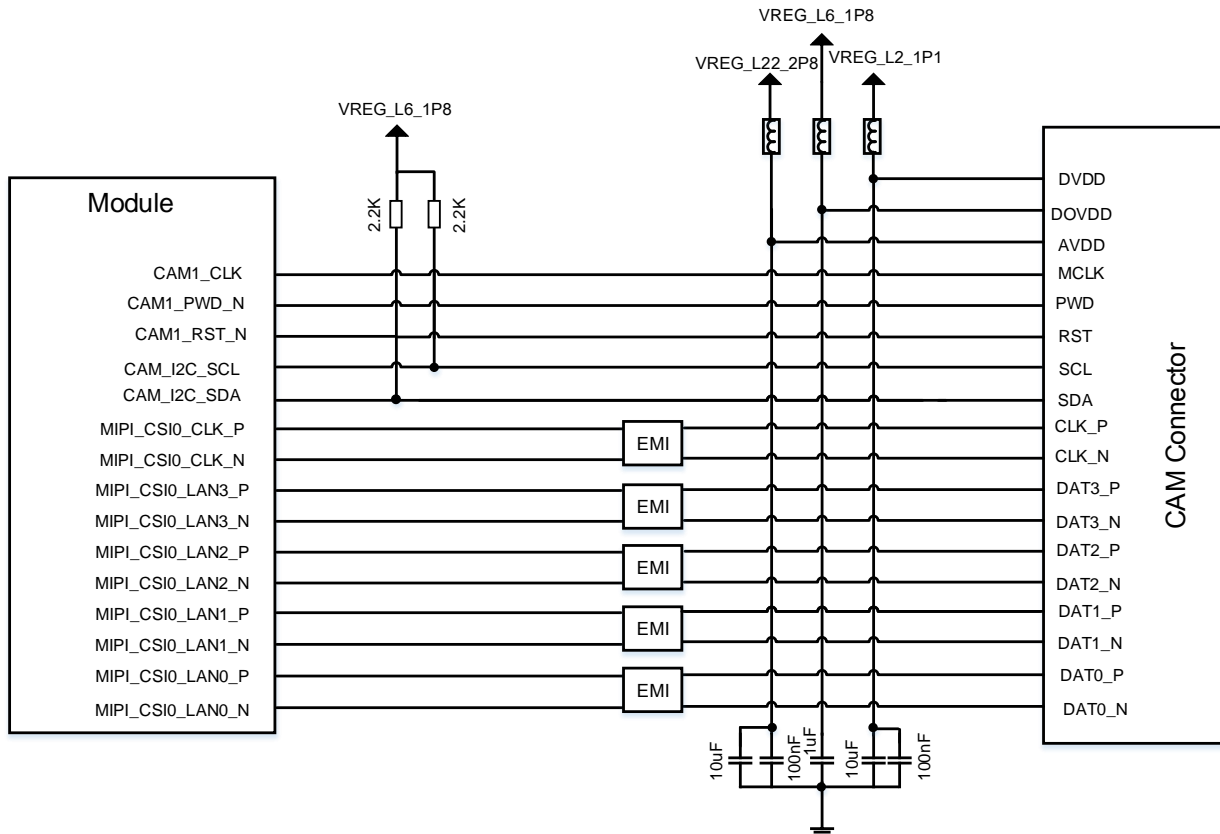 VREG_L6_1P8
VREG_L22_2P8
VREG_L2_1P1
VREG_L6_1P8
2.2K
2.2K
Module
CAM1_CLK
CAM1_PWD_N
CAM1_RST_N
CAM_I2C_SCL
CAM_I2C_SDA
MIPI_CSI0_CLK_P
MIPI_CSI0_CLK_N
MIPI_CSI0_LAN3_P
MIPI_CSI0_LAN3_N
MIPI_CSI0_LAN2_P
MIPI_CSI0_LAN2_N
MIPI_CSI0_LAN1_P
MIPI_CSI0_LAN1_N
MIPI_CSI0_LAN0_P
MIPI_CSI0_LAN0_N
EMI
EMI
EMI
EMI
EMI
DVDD
DOVDD
AVDD
MCLK
PWD
RST
SCL
SDA
CLK_P
CLK_N
DAT3_P
DAT3_N
DAT2_P
DAT2_N
DAT1_P
DAT1_N
DAT0_P
DAT0_N
CAM Connector
10uF
100nF
1uF
10uF
100nF